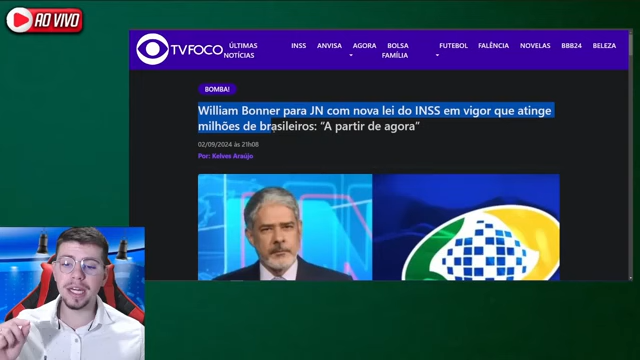 AO VIVO
TVFOCO
ÚLTIMAS NOTÍCIAS
INSS
ANVISA
AGORA
BOLSA FAMÍLIA
FUTEBOL
FALÊNCIA
NOVELAS
BBB24
BELEZA
BOMBA!
William Bonner para JN com nova lei do INSS em vigor que atinge
milhões de brasileiros: “A partir de agora”
02/09/2024 às 21h08
Por: Kelves Araújo